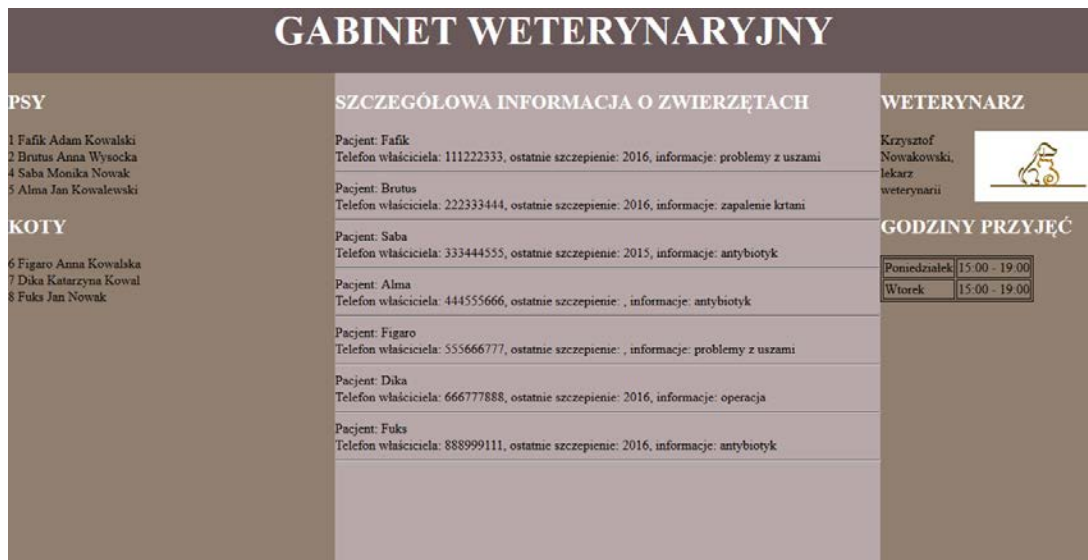 GABINET WETERYNARYJNY
PSY
1 Fafik Adam Kowalski
2 Brutus Anna Wysocka
4 Saba Monika Nowak
5 Alma Jan Kowalewski
KOTY
6 Figaro Anna Kowalska
7 Dika Katarzyna Kowal
8 Fuks Jan Nowak
SZCZEGÓŁOWA INFORMACJA O ZWIERZĘTACH
Pacjent: Fafik
Telefon właściciela: 111222333, ostatnie szczepienie: 2016, informacje: problemy z uszami
Pacjent: Brutus
Telefon właściciela: 222333444, ostatnie szczepienie: 2016, informacje: zapalenie krtani
Pacjent: Saba
Telefon właściciela: 333444555, ostatnie szczepienie: 2015, informacje: antybiotyk
Pacjent: Alma
Telefon właściciela: 444555666, ostatnie szczepienie: , informacje: antybiotyk
Pacjent: Figaro
Telefon właściciela: 555666777, ostatnie szczepienie: , informacje: problemy z uszami
Pacjent: Dika
Telefon właściciela: 666777888, ostatnie szczepienie: 2016, informacje: operacja
Pacjent: Fuks
Telefon właściciela: 888999111, ostatnie szczepienie: 2016, informacje: antybiotyk
WETERYNARZ
Krzysztof
Nowakowski,
lekarz
weterynarii
GODZINY PRZYJĘĆ
Poniedziałek 15:00 - 19:00
Wtorek 15:00 - 19:00